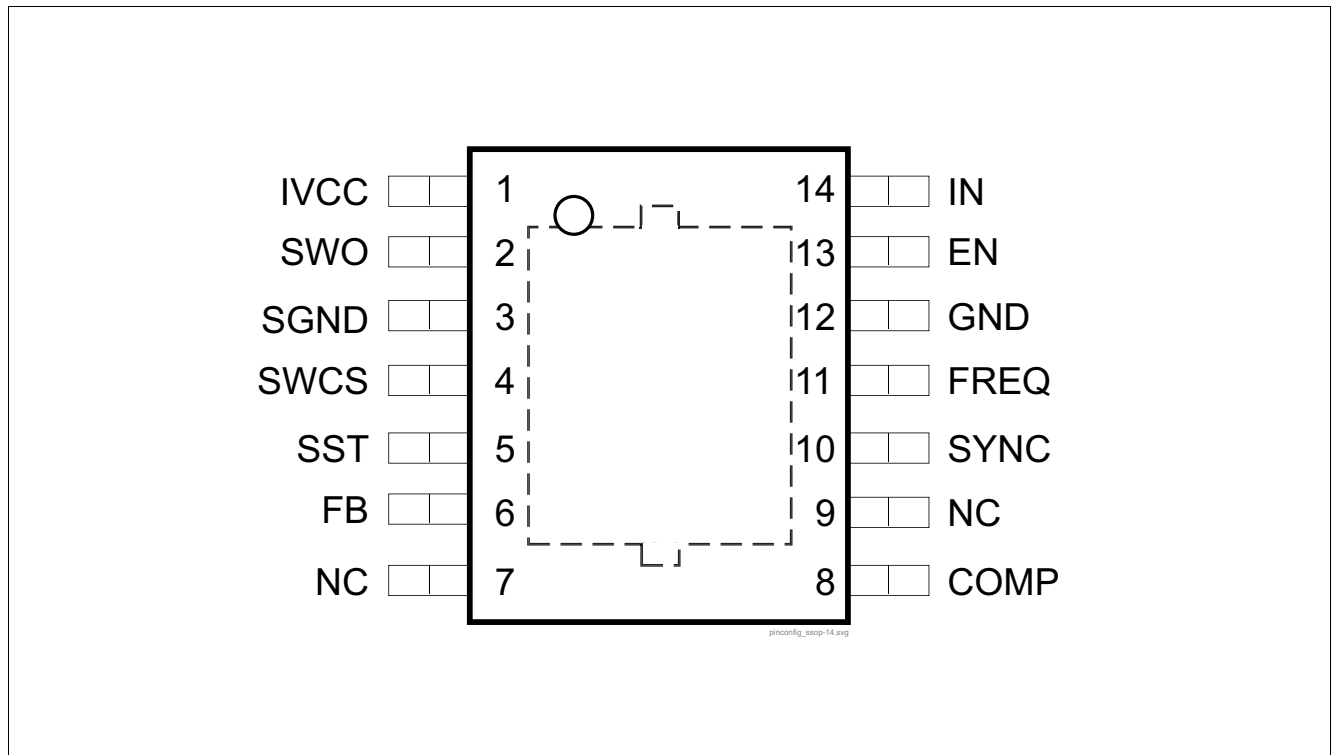 IVCC 1 14 IN
SWO 2 13 EN
SGND 3 12 GND
SWCS 4 11 FREQ
SST 5 10 SYNC
FB 6 9 NC
NC 7 8 COMP
pinconfig_ssop-14.svg